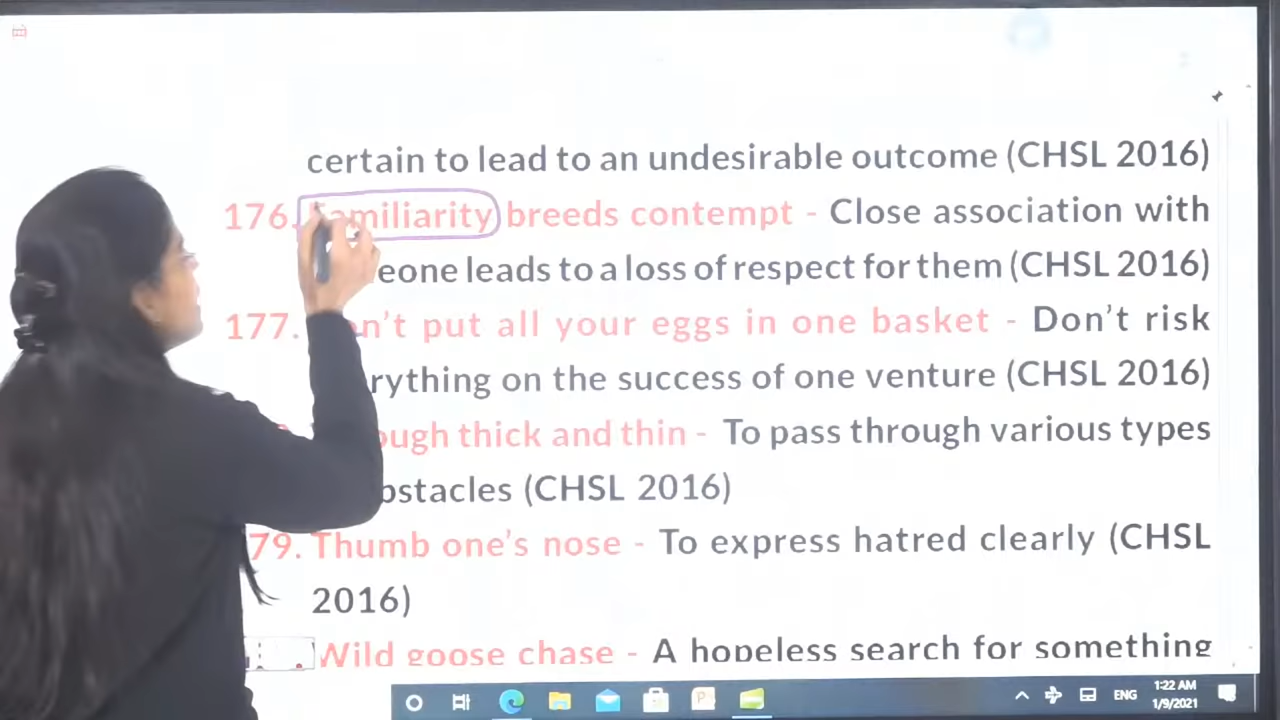 certain to lead to an undesirable outcome (CHSL 2016)
176. Familiarity breeds contempt - Close association with
eone leads to a loss of respect for them (CHSL 2016)
177. n't put all your eggs in one basket - Don't risk
rything on the success of one venture (CHSL 2016)
ough thick and thin - To pass through various types
bstacles (CHSL 2016)
79. Thumb one's nose - To express hatred clearly (CHSL
2016)
Wild goose chase - A hopeless search for something
ENG
1:22 AM
1/9/2021